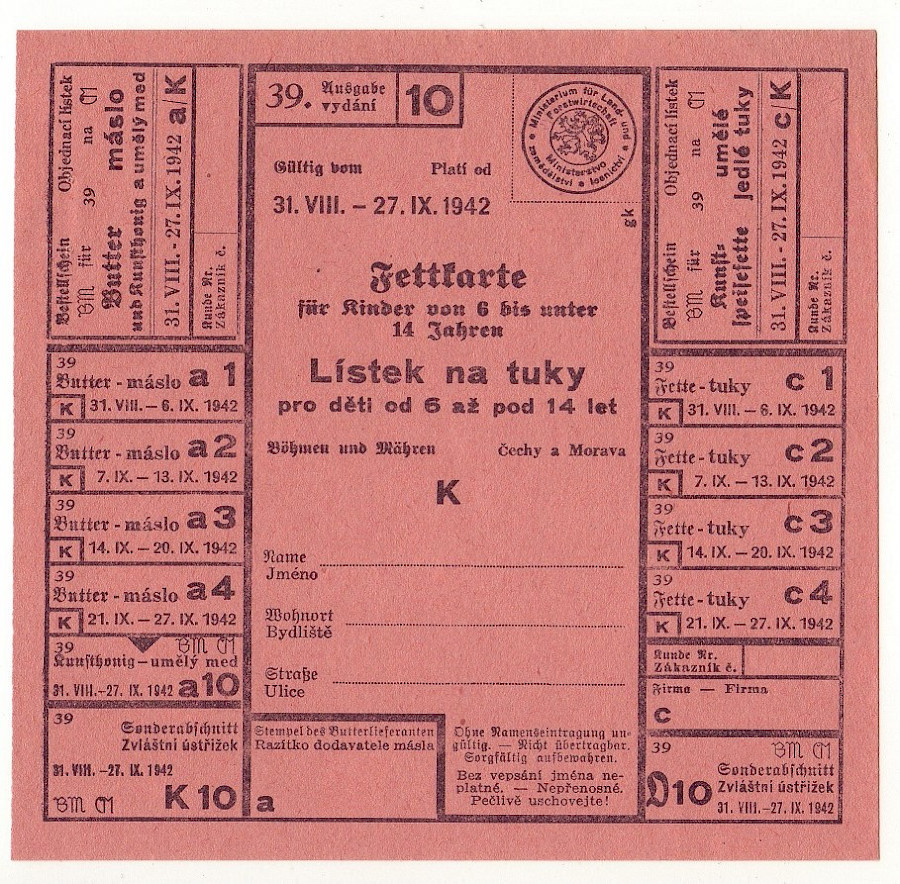 Bestellschein Objednací lístek
BM für 39 na ČM
Butter máslo
und Kunsthonig a umělý med
31. VIII. - 27. IX. 1942 a/K
Kunde Nr.
Zákazník č.
39. Ausgabe
vydání
10
Ministerium für Land- und Forstwirtschaft
Ministerstvo zemědělství a lesnictví
gk
Gültig vom Platí od
31. VIII. – 27. IX. 1942
Fettkarte
für Kinder von 6 bis unter
14 Jahren
Lístek na tuky
pro děti od 6 až pod 14 let
Böhmen und Mähren Čechy a Morava
K
Name
Jméno
Wohnort
Bydliště
Straße
Ulice
Stempel des Butterlieferanten
Razítko dodavatele másla
a
Ohne Namenseintragung un-
gültig. — Nicht übertragbar.
Sorgfältig aufbewahren.
Bez vepsání jména ne-
platné. — Nepřenosné.
Pečlivě uschovejte!
39
Butter - máslo a 1
K 31. VIII. — 6. IX. 1942
39
Butter - máslo a 2
K 7. IX. — 13. IX. 1942
39
Butter - máslo a 3
K 14. IX. — 20. IX. 1942
39
Butter - máslo a 4
K 21. IX. — 27. IX. 1942
39 BM ČM
Kunsthonig - umělý med
31. VIII.-27. IX. 1942 a10
39
Sonderabschnitt
Zvláštní ústřižek
31. VIII.—27. IX. 1942
BM ČM K 10
Bestellschein Objednací lístek
BM für 39 na ČM
Kunst- umělé
speisefette jedlé tuky
31. VIII. - 27. IX. 1942 c/K
Kunde Nr.
Zákazník č.
39
Fette - tuky c 1
K 31. VIII. — 6. IX. 1942
39
Fette - tuky c 2
K 7. IX. — 13. IX. 1942
39
Fette - tuky c 3
K 14. IX. — 20. IX. 1942
39
Fette - tuky c 4
K 21. IX. — 27. IX. 1942
Kunde Nr.
Zákazník č.
Firma — Firma
c
39 BM ČM
Sonderabschnitt
D10 Zvláštní ústřižek
31. VIII.—27. IX. 1942